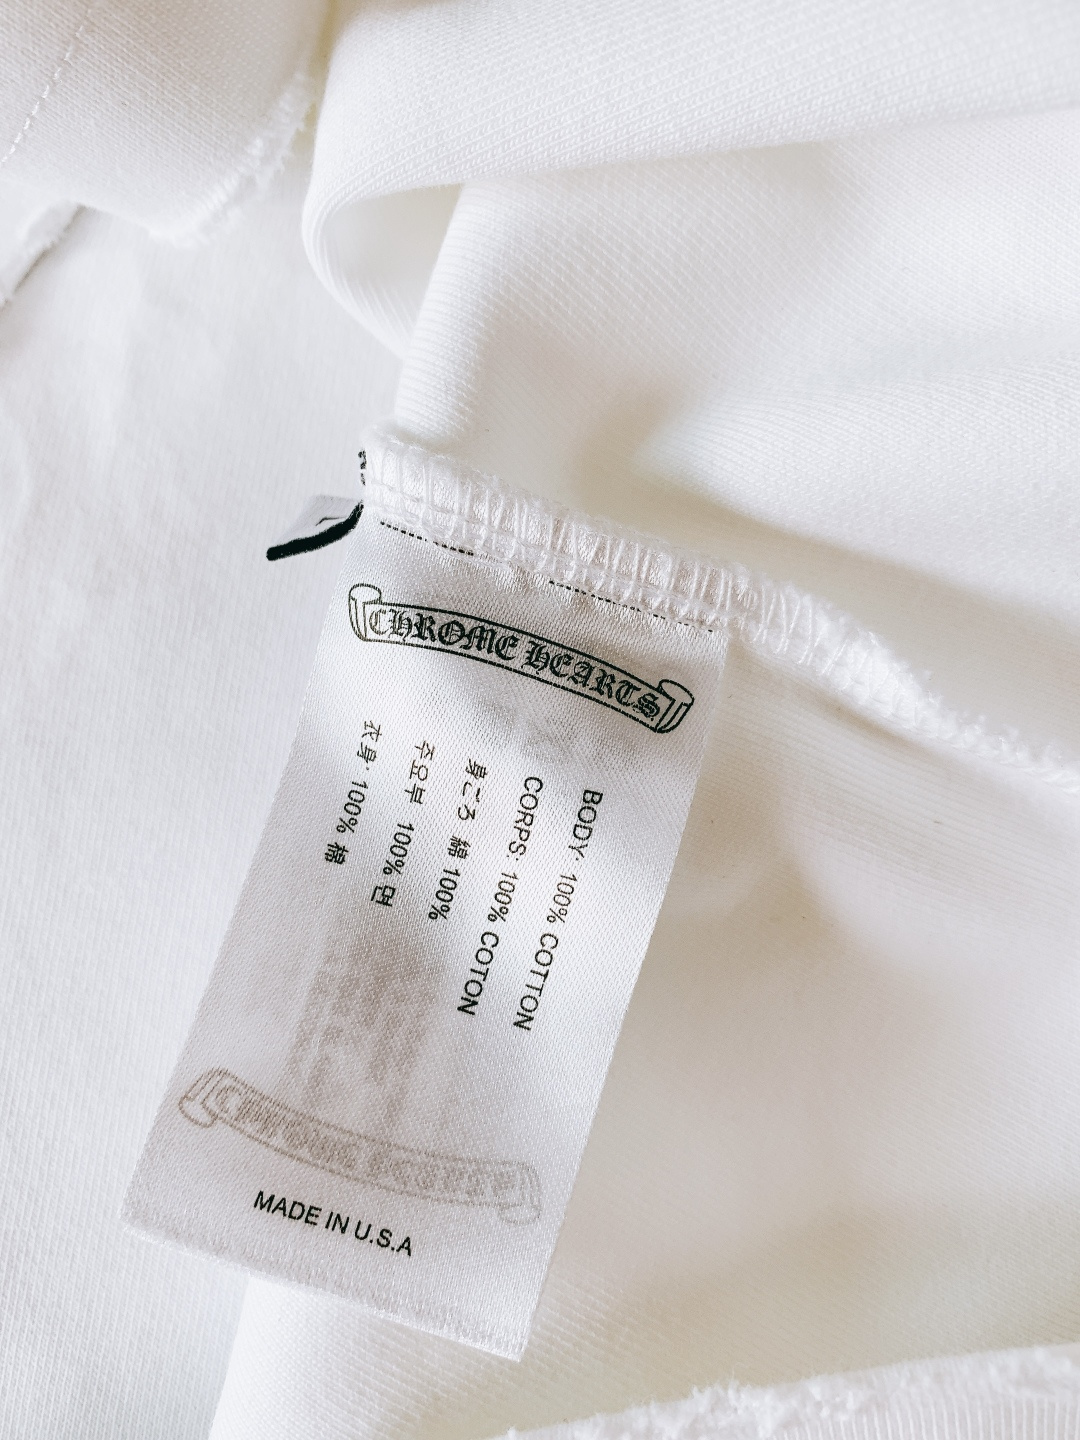 CHROME HEARTS
BODY: 100% COTTON
CORPS: 100% COTON
身ごろ 綿 100%
주요부 100% 면
衣身: 100% 棉
MADE IN U.S.A